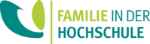 FAMILIE IN DER
HOCHSCHULE